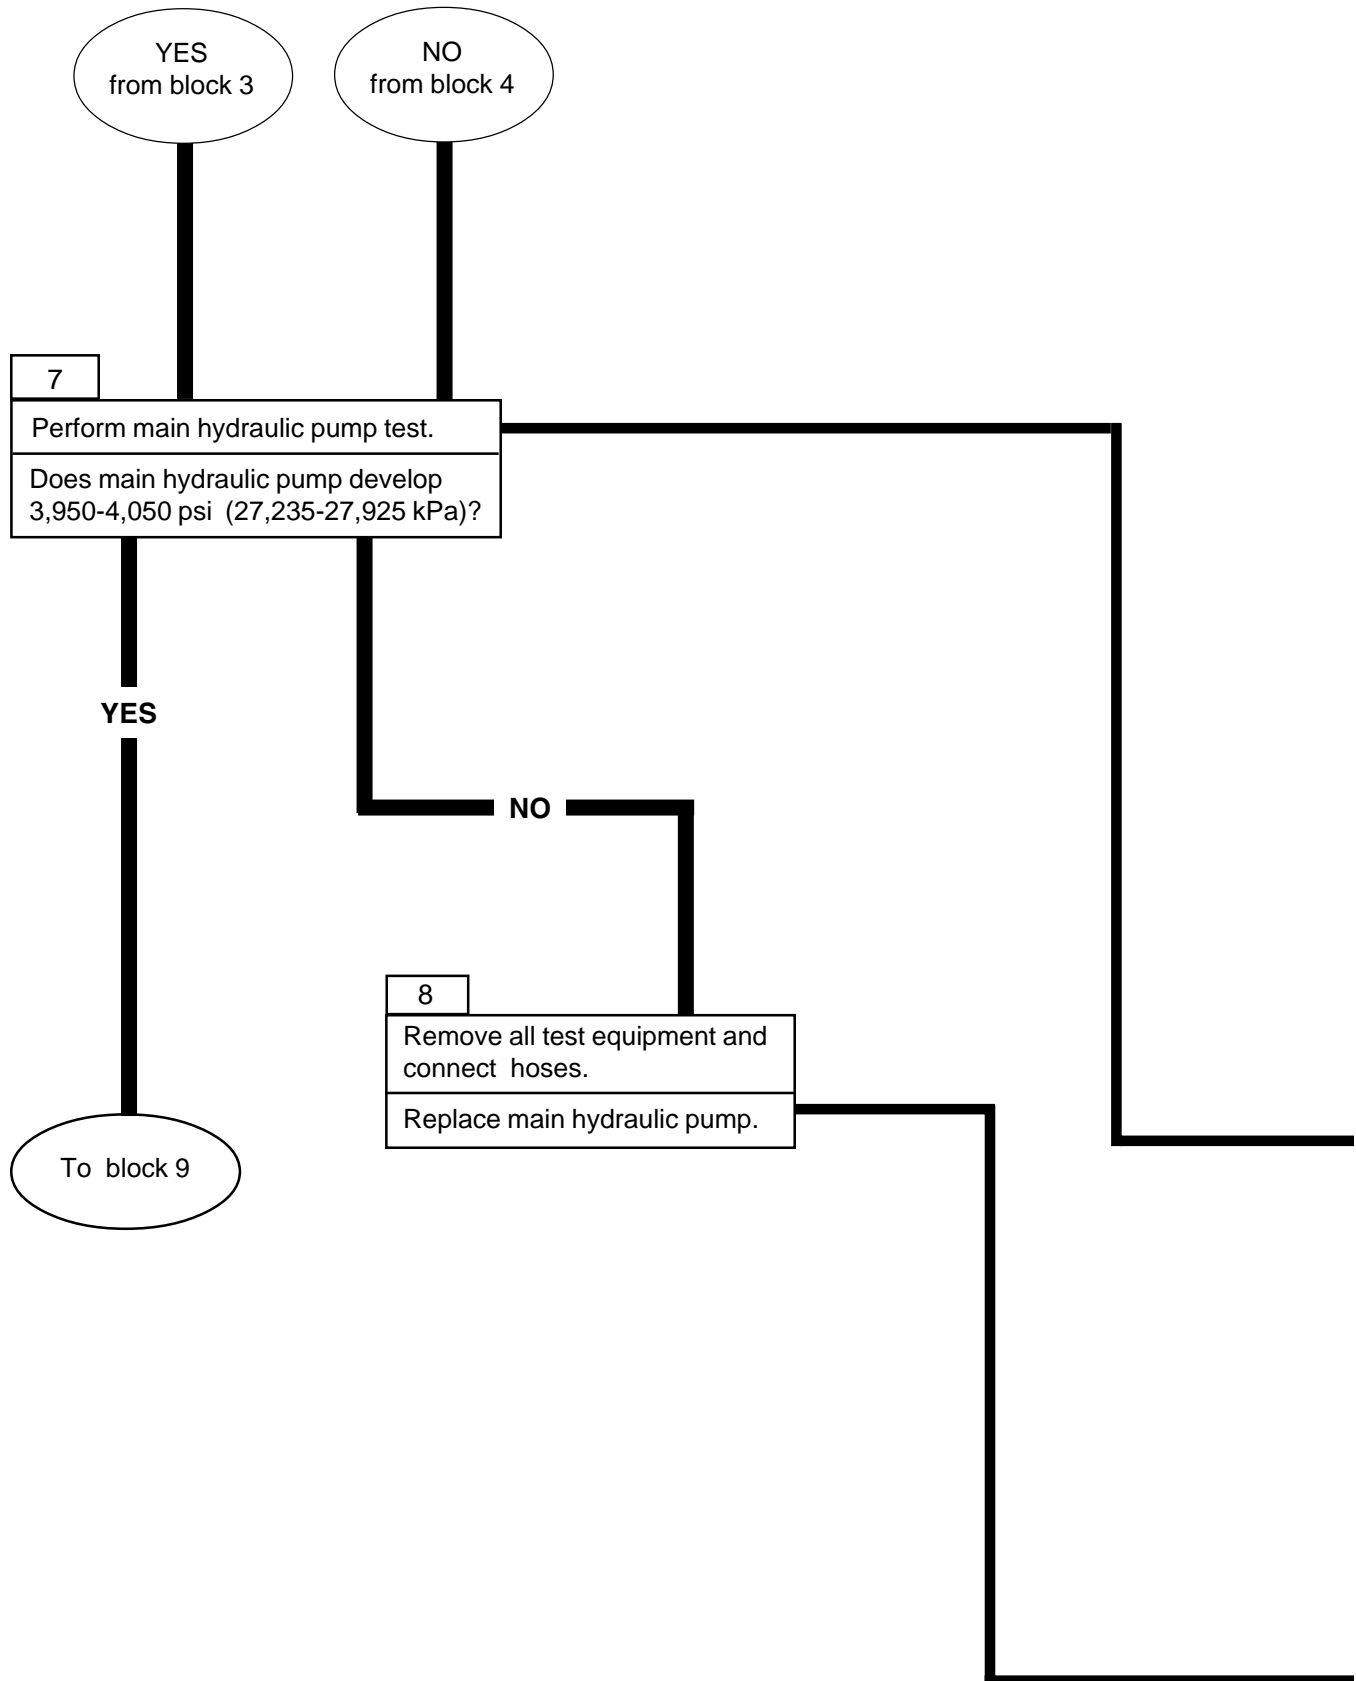 YES
from block 3
NO
from block 4
7
Perform main hydraulic pump test.
Does main hydraulic pump develop
3,950-4,050 psi (27,235-27,925 kPa)?
YES
NO
8
Remove all test equipment and
connect hoses.
Replace main hydraulic pump.
To block 9